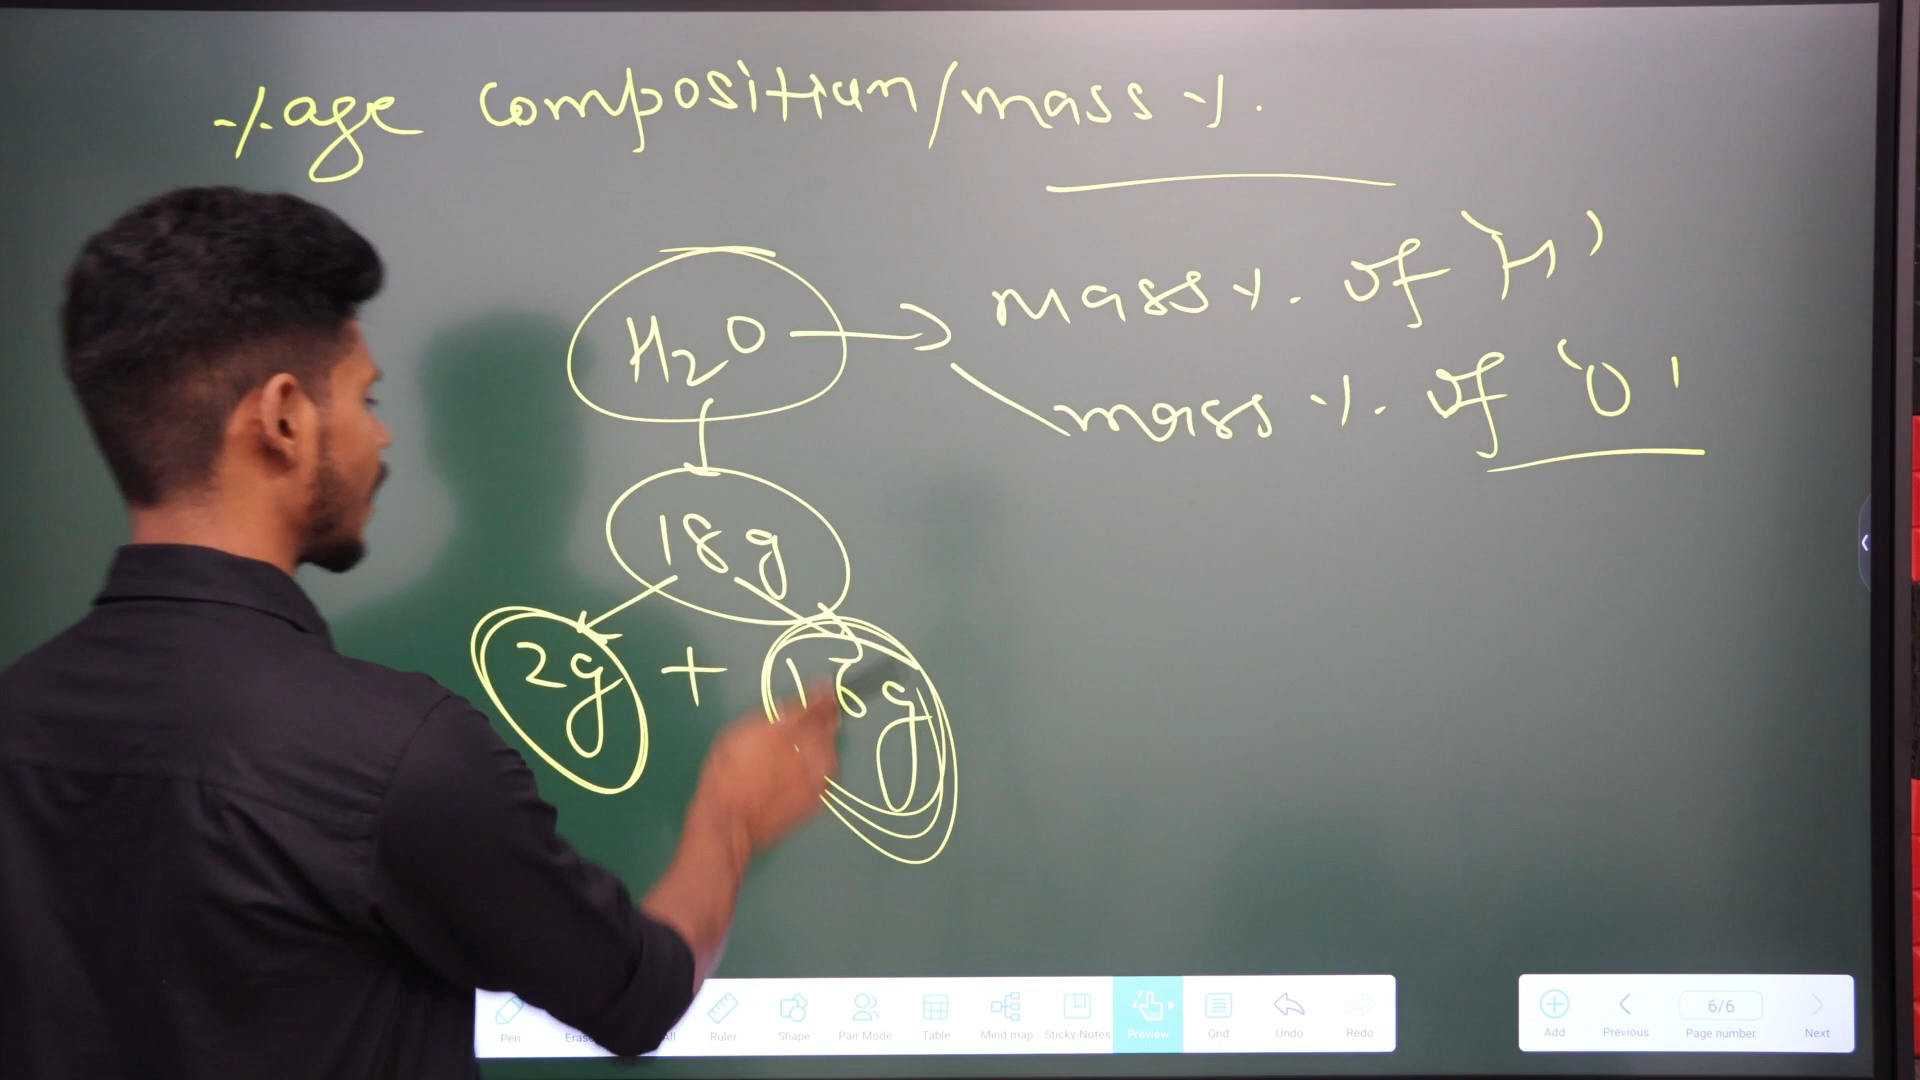 %age composition/mass %.
H2O → mass %. of 'H'
mass %. of 'O'
18g
2g + 16g
Pen
Ruler
Shape
Pair Mode
Table
Mind map
Sticky Notes
Preview
Grid
Undo
Redo
Add
Previous
6/6
Page number
Next